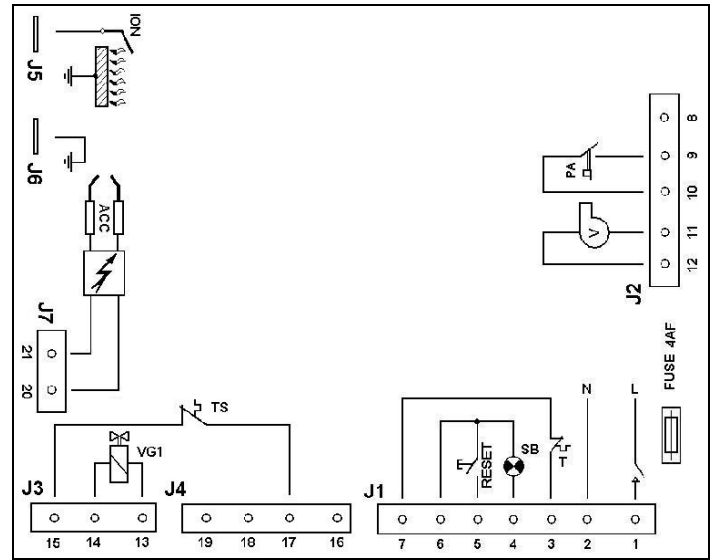 ION
J5
J6
ACC
J7
21
20
TS
VG1
J3
J4
15 14 13
19 18 17 16
PA
V
8
9
10
11
12
J2
FUSE 4AF
N L
SB
RESET
T
J1
7 6 5 4 3 2 1